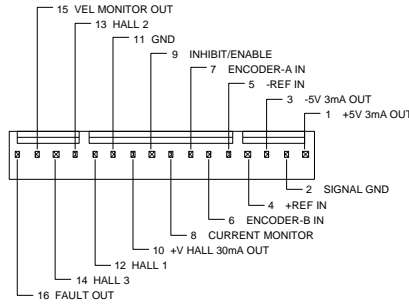 15 VEL MONITOR OUT
13 HALL 2
11 GND
9 INHIBIT/ENABLE
7 ENCODER-A IN
5 -REF IN
3 -5V 3mA OUT
1 +5V 3mA OUT
2 SIGNAL GND
4 +REF IN
6 ENCODER-B IN
8 CURRENT MONITOR
10 +V HALL 30mA OUT
12 HALL 1
14 HALL 3
16 FAULT OUT